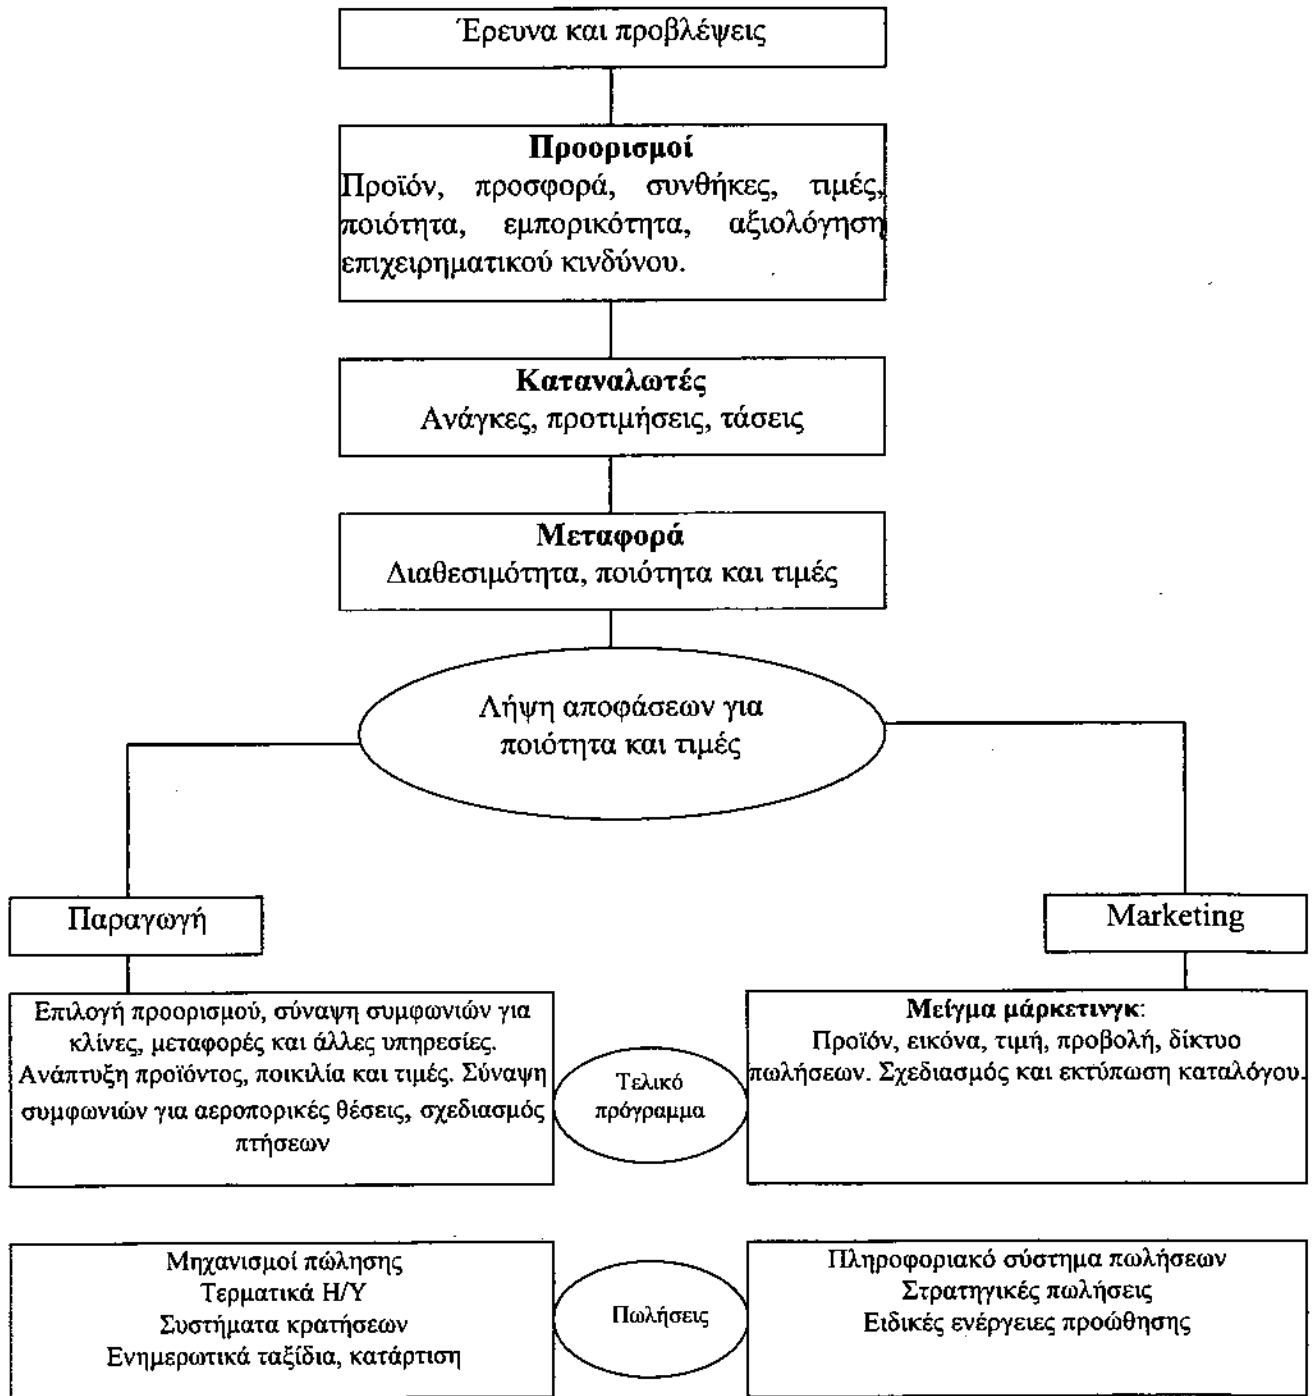 Έρευνα και προβλέψεις
Προορισμοί
Προϊόν, προσφορά, συνθήκες, τιμές,
ποιότητα, εμπορικότητα, αξιολόγηση
επιχειρηματικού κινδύνου.
Καταναλωτές
Ανάγκες, προτιμήσεις, τάσεις
Μεταφορά
Διαθεσιμότητα, ποιότητα και τιμές
Λήψη αποφάσεων για
ποιότητα και τιμές
Παραγωγή
Marketing
Επιλογή προορισμού, σύναψη συμφωνιών για
κλίνες, μεταφορές και άλλες υπηρεσίες.
Ανάπτυξη προϊόντος, ποικιλία και τιμές. Σύναψη
συμφωνιών για αεροπορικές θέσεις, σχεδιασμός
πτήσεων
Τελικό
πρόγραμμα
Μείγμα μάρκετινγκ:
Προϊόν, εικόνα, τιμή, προβολή, δίκτυο
πωλήσεων. Σχεδιασμός και εκτύπωση καταλόγου.
Μηχανισμοί πώλησης
Τερματικά Η/Υ
Συστήματα κρατήσεων
Ενημερωτικά ταξίδια, κατάρτιση
Πωλήσεις
Πληροφοριακό σύστημα πωλήσεων
Στρατηγικές πωλήσεις
Ειδικές ενέργειες προώθησης